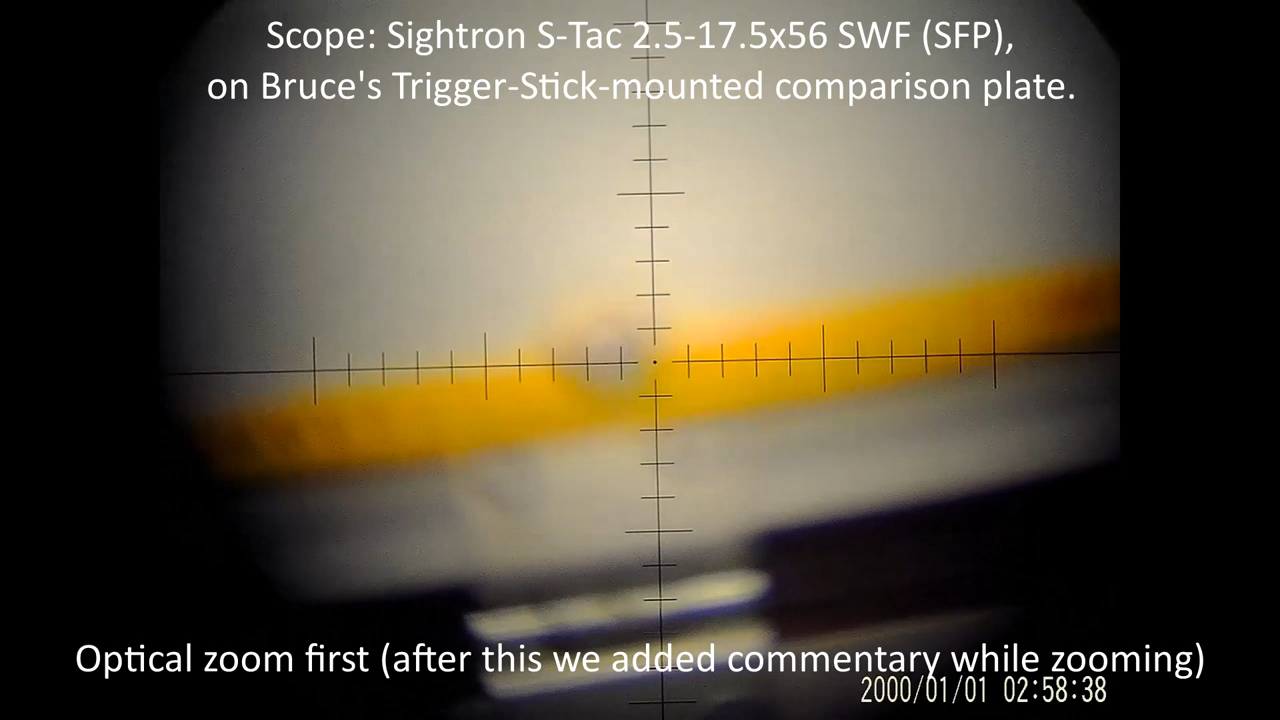 Scope: Sightron S-Tac 2.5-17.5x56 SWF (SFP),
on Bruce's Trigger-Stick-mounted comparison plate.
Optical zoom first (after this we added commentary while zooming)
2000/01/01 02:58:38